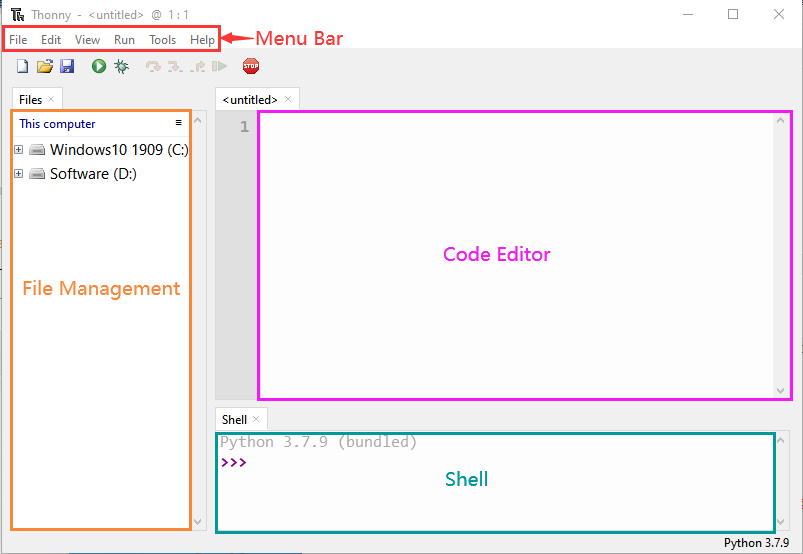 Thonny - <untitled> @ 1:1
File Edit View Run Tools Help
Menu Bar
STOP
Files ×
<untitled> ×
This computer ≡
1
Windows10 1909 (C:)
Software (D:)
Code Editor
File Management
Shell ×
Python 3.7.9 (bundled)
>>>
Shell
Python 3.7.9